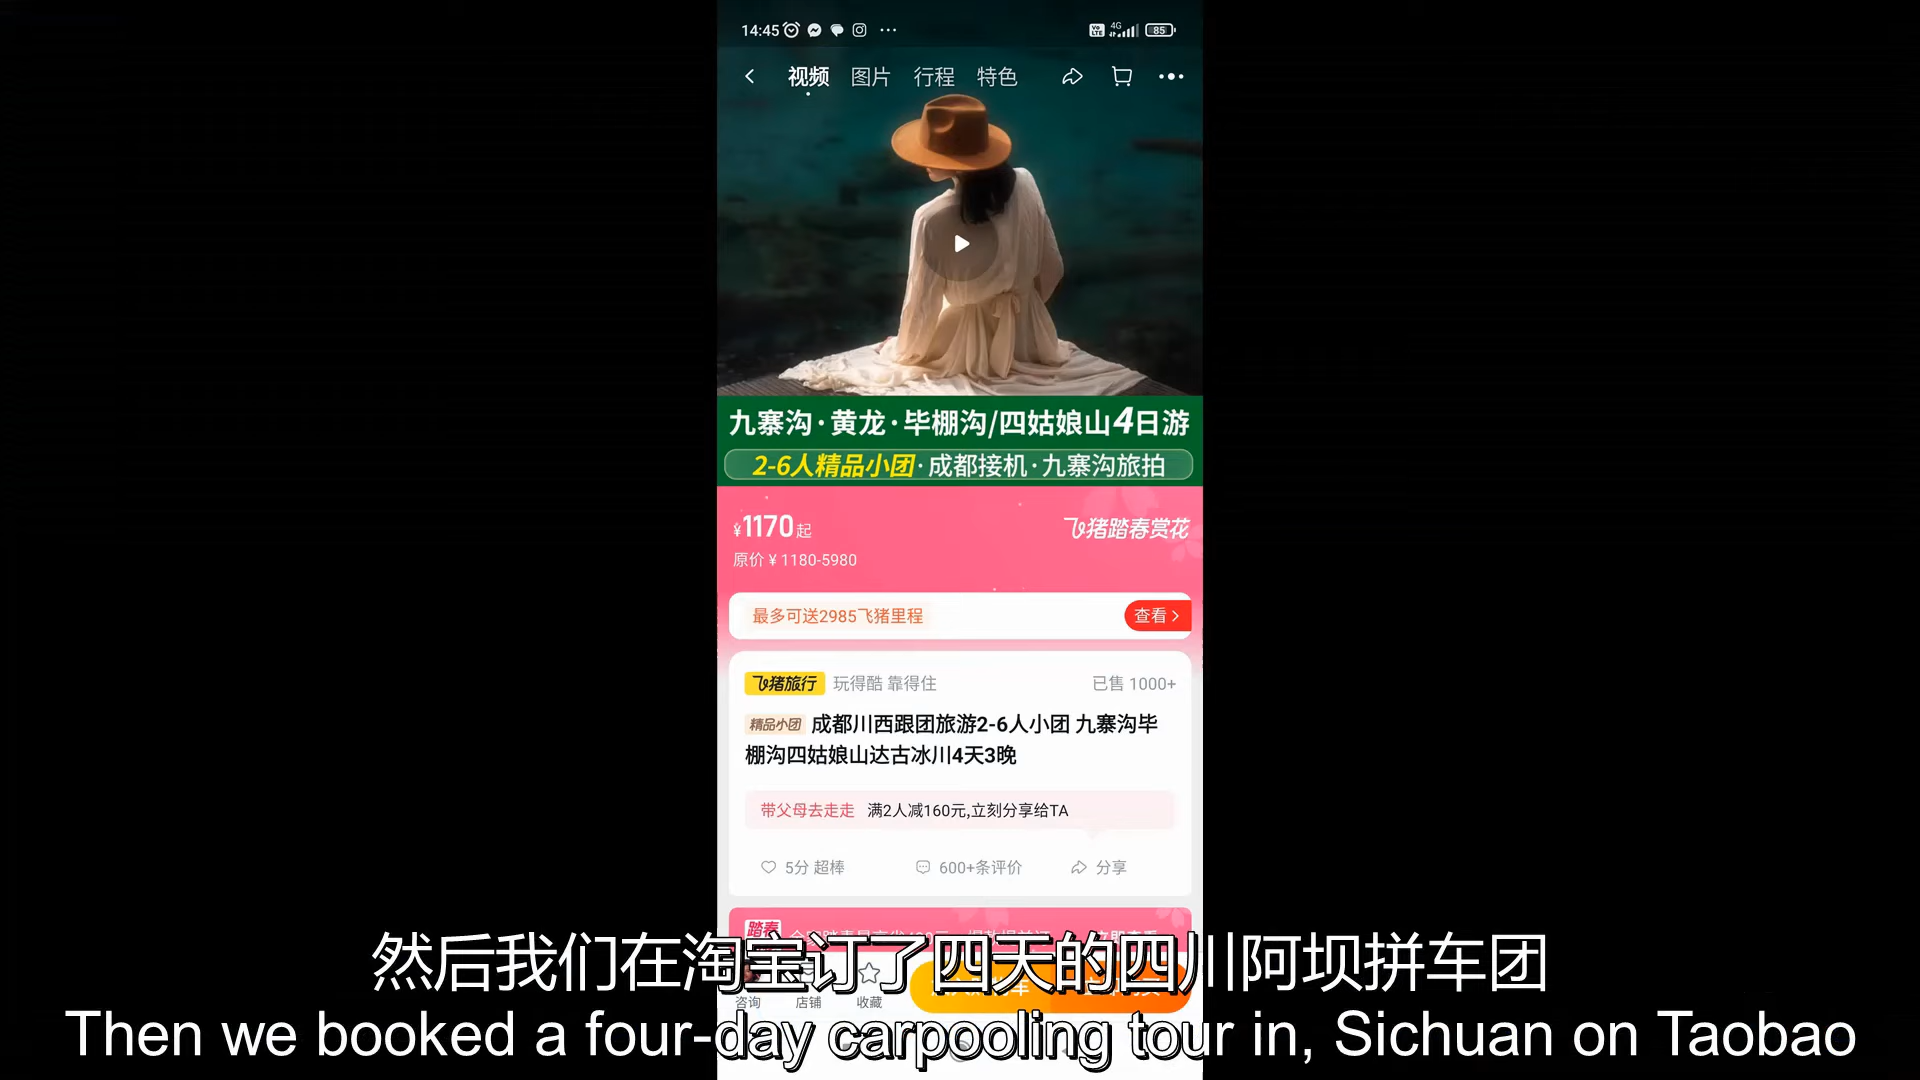 14:45
4G
85
视频 图片 行程 特色
九寨沟·黄龙·毕棚沟/四姑娘山4日游
2-6人精品小团·成都接机·九寨沟旅拍
¥1170起
飞猪踏春赏花
原价 ¥ 1180-5980
最多可送2985飞猪里程
查看
飞猪旅行 玩得酷 靠得住 已售 1000+
精品小团 成都川西跟团旅游2-6人小团 九寨沟毕
棚沟四姑娘山达古冰川4天3晚
带父母去走走 满2人减160元,立刻分享给TA
5分 超棒 600+条评价 分享
踏春
然后我们在淘宝订了四天的四川阿坝拼车团
咨询 店铺 收藏
Then we booked a four-day carpooling tour in, Sichuan on Taobao